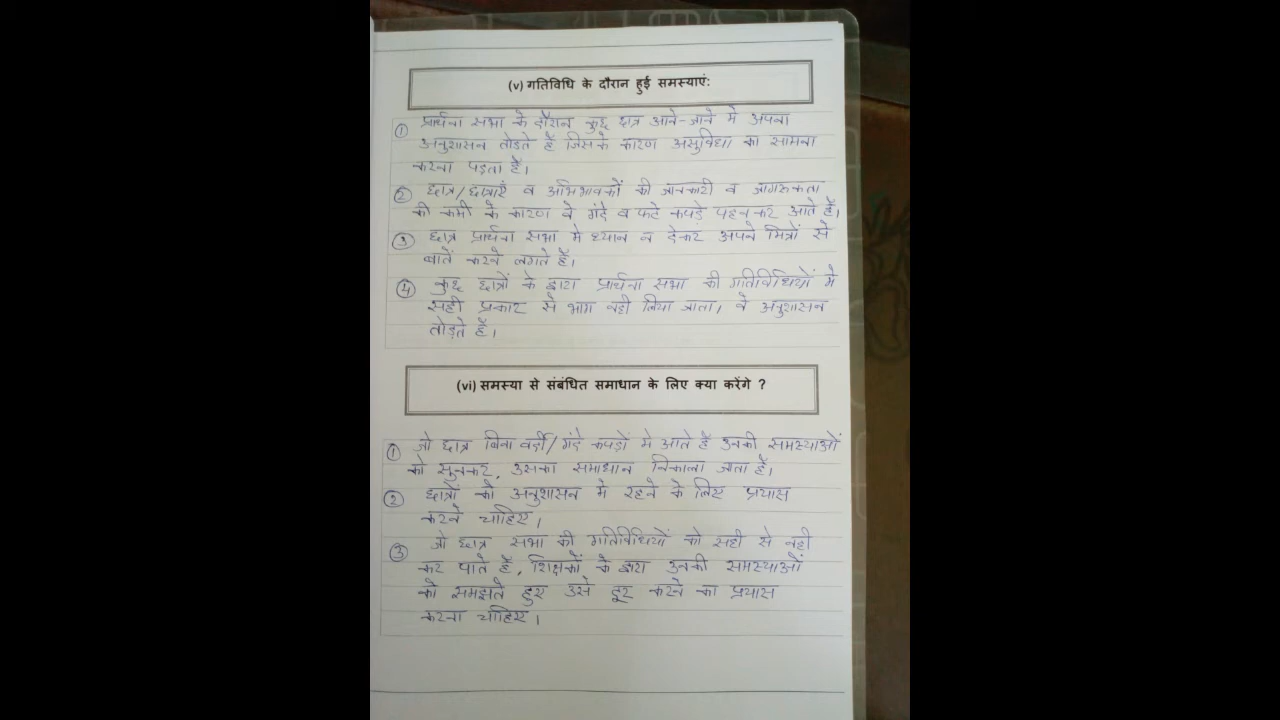 (v) गतिविधि के दौरान हुई समस्याएं:
① प्रार्थना सभा के दौरान कुछ छात्र आने-जाने मे अपना
अनुशासन तोडते हैं जिसके कारण असुविधा का सामना
करना पड़ता है।
② छात्र/छात्राएँ व अभिभावकों की जानकारी व जागरूकता
की कमी के कारण वे गंदे व फटे कपड़े पहनकर आते हैं।
③ छात्र प्रार्थना सभा मे ध्यान न देकर अपने मित्रों से
बातें करने लगते हैं।
④ कुछ छात्रों के द्वारा प्रार्थना सभा की गतिविधियों मे
सही प्रकार से भाग नही लिया जाता, वे अनुशासन
तोड़ते हैं।
(vi) समस्या से संबंधित समाधान के लिए क्या करेंगे ?
① जो छात्र बिना वर्दी/गंदे कपड़ों मे आते हैं उनकी समस्याओं
को सुनकर, उसका समाधान निकाला जाता है।
② छात्रों को अनुशासन मे रहने के लिए प्रयास
करने चाहिए।
③ जो छात्र सभा की गतिविधियों को सही से नही
कर पाते हैं, शिक्षकों के द्वारा उनकी समस्याओं
को समझते हुए उसे दूर करने का प्रयास
करना चाहिए।